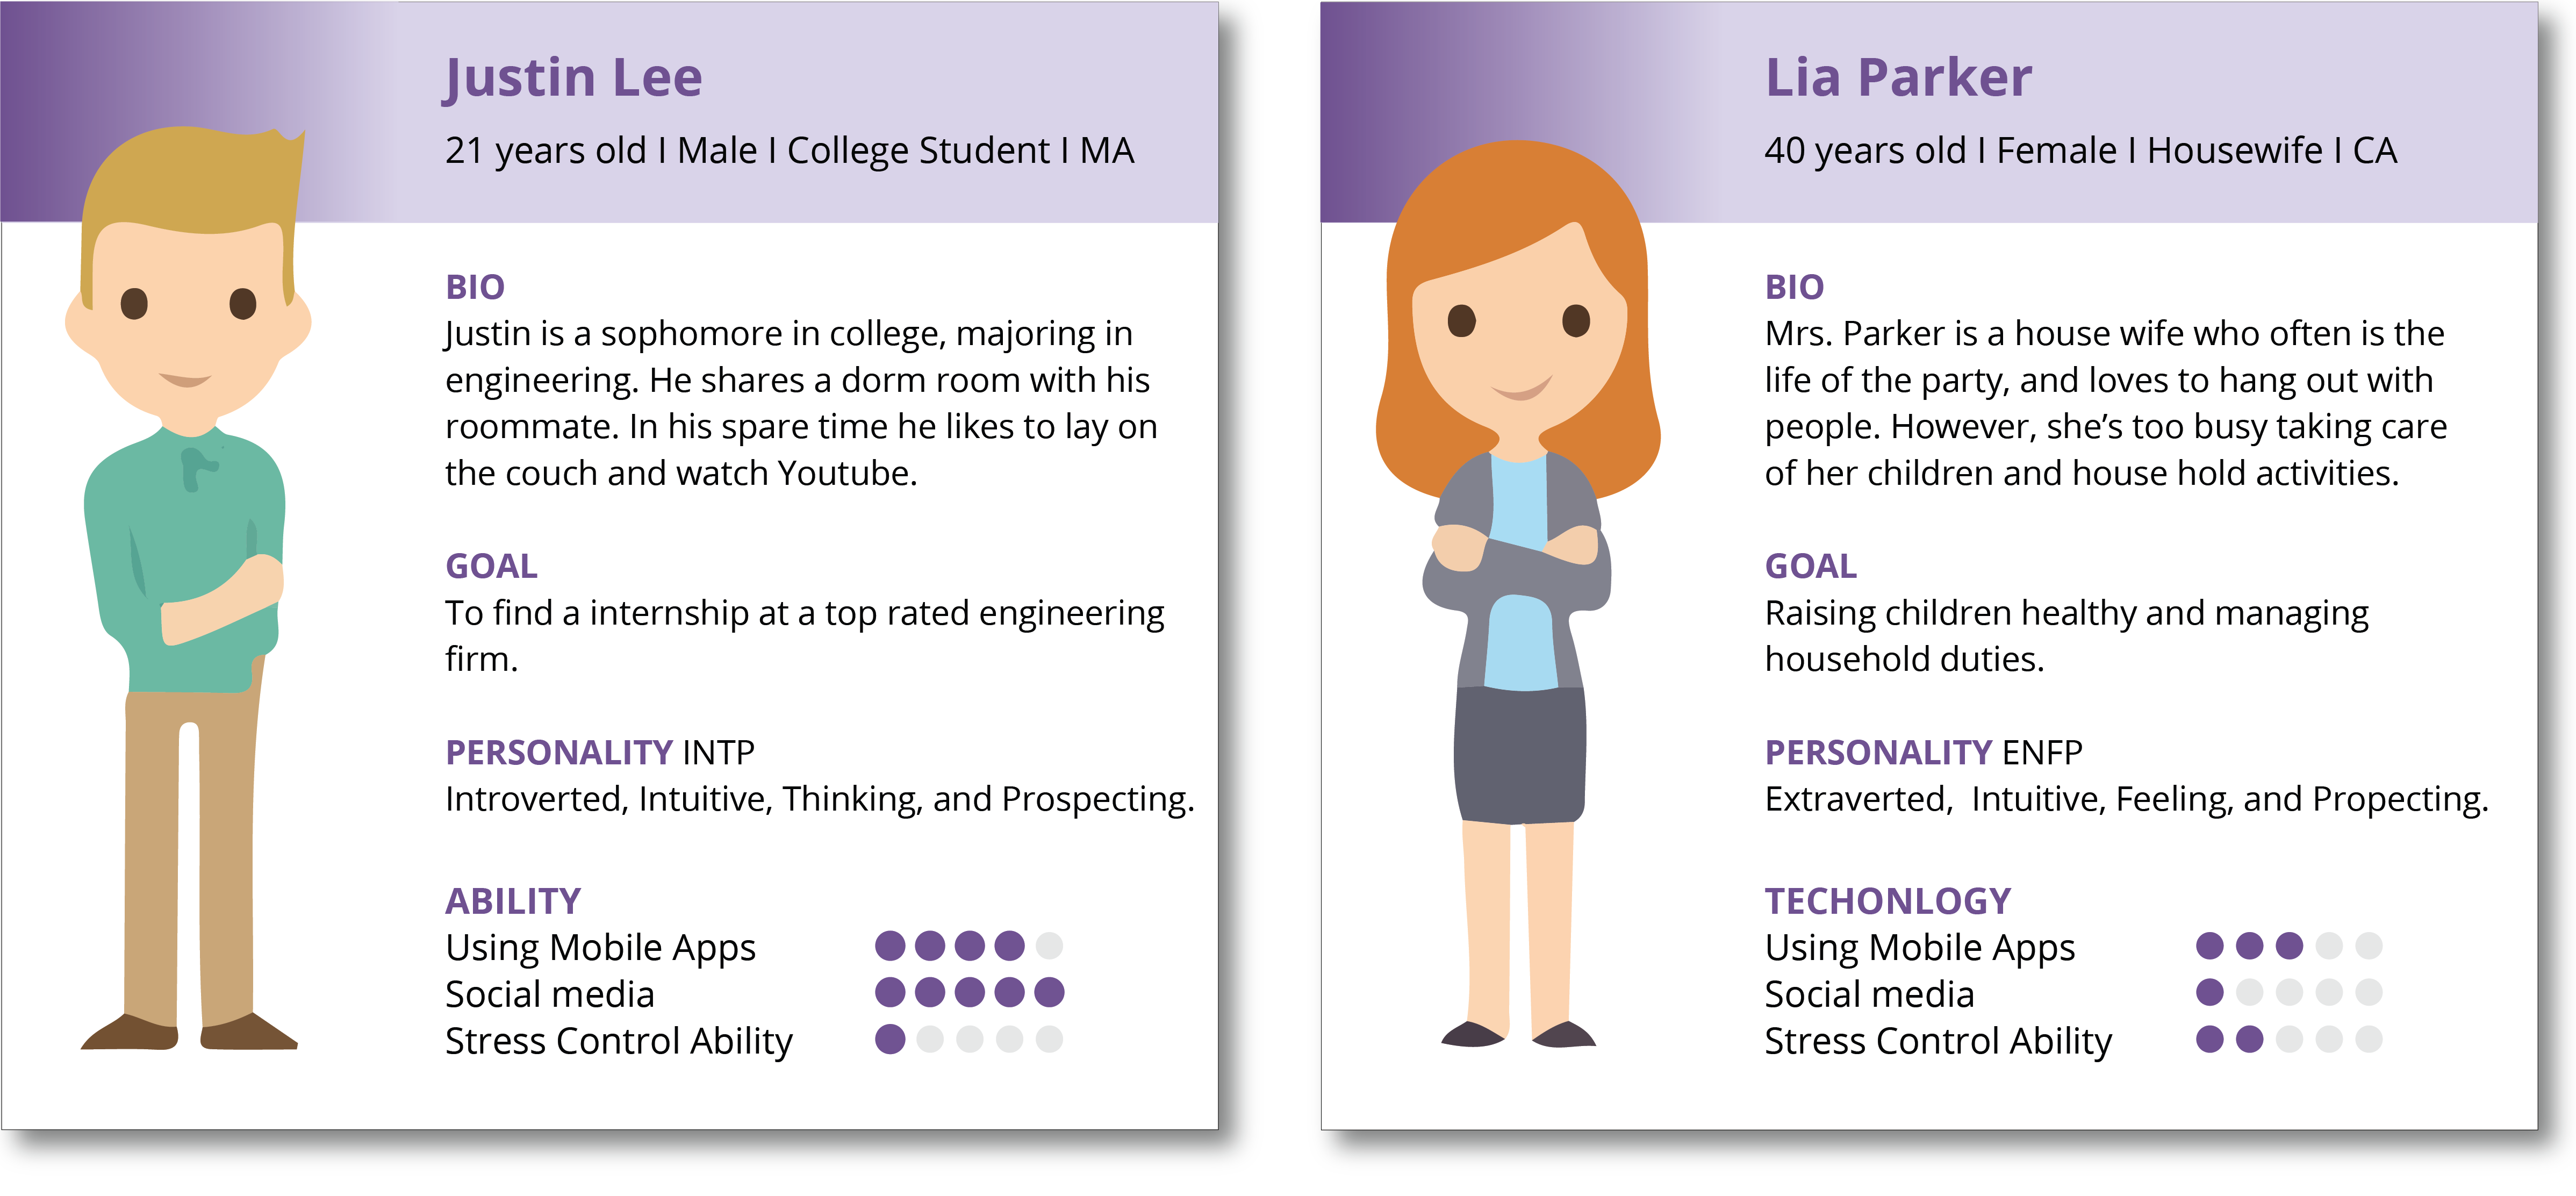 Justin Lee
21 years old I Male I College Student I MA
BIO
Justin is a sophomore in college, majoring in
engineering. He shares a dorm room with his
roommate. In his spare time he likes to lay on
the couch and watch Youtube.
GOAL
To find a internship at a top rated engineering
firm.
PERSONALITY INTP
Introverted, Intuitive, Thinking, and Prospecting.
ABILITY
Using Mobile Apps
Social media
Stress Control Ability
Lia Parker
40 years old I Female I Housewife I CA
BIO
Mrs. Parker is a house wife who often is the
life of the party, and loves to hang out with
people. However, she’s too busy taking care
of her children and house hold activities.
GOAL
Raising children healthy and managing
household duties.
PERSONALITY ENFP
Extraverted,  Intuitive, Feeling, and Propecting.
TECHONLOGY
Using Mobile Apps
Social media
Stress Control Ability